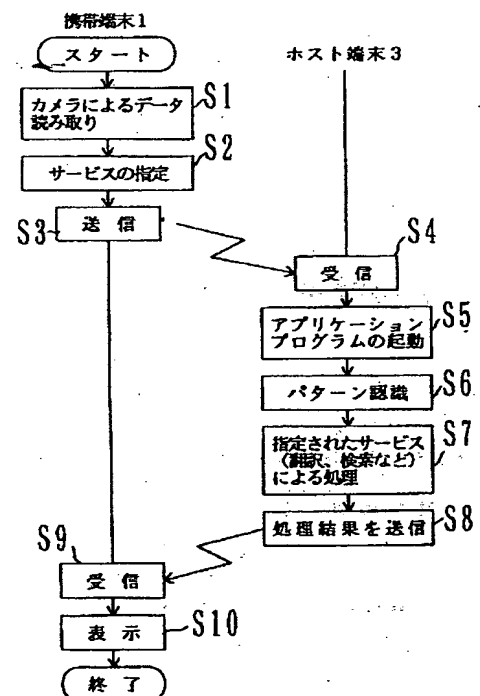 携帯端末1
スタート
ホスト端末3
カメラによるデータ
読み取り
S1
サービスの指定
S2
送信
S3
受信
S4
アプリケーション
プログラムの起動
S5
パターン認識
S6
指定されたサービス
(翻訳、検索など)
による処理
S7
処理結果を送信
S8
受信
S9
表示
S10
終了